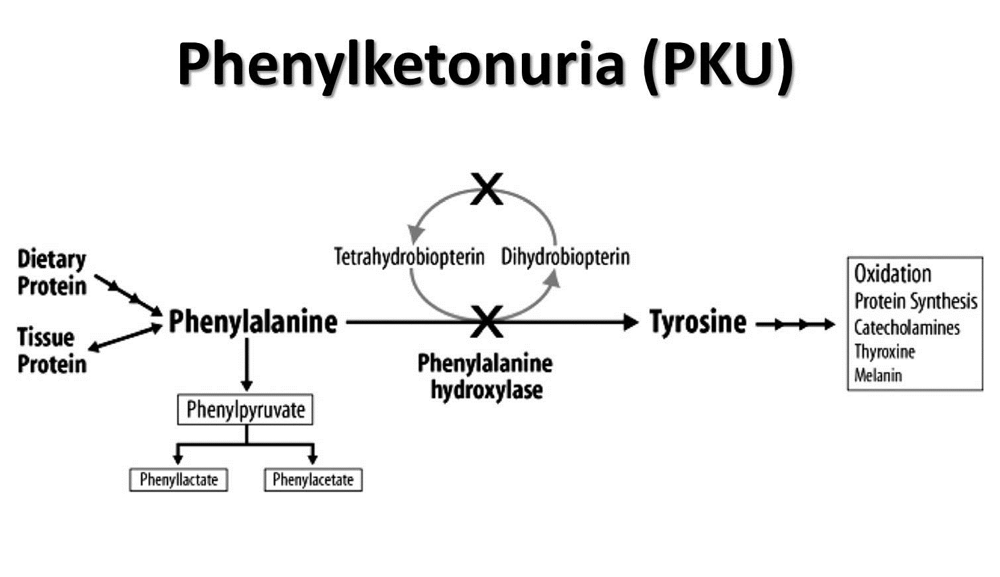 Phenylketonuria (PKU)
Tetrahydrobiopterin
Dihydrobiopterin
Dietary
Protein
Tissue
Protein
Phenylalanine
Phenylalanine
hydroxylase
Tyrosine
Oxidation
Protein Synthesis
Catecholamines
Thyroxine
Melanin
Phenylpyruvate
Phenyllactate
Phenylacetate